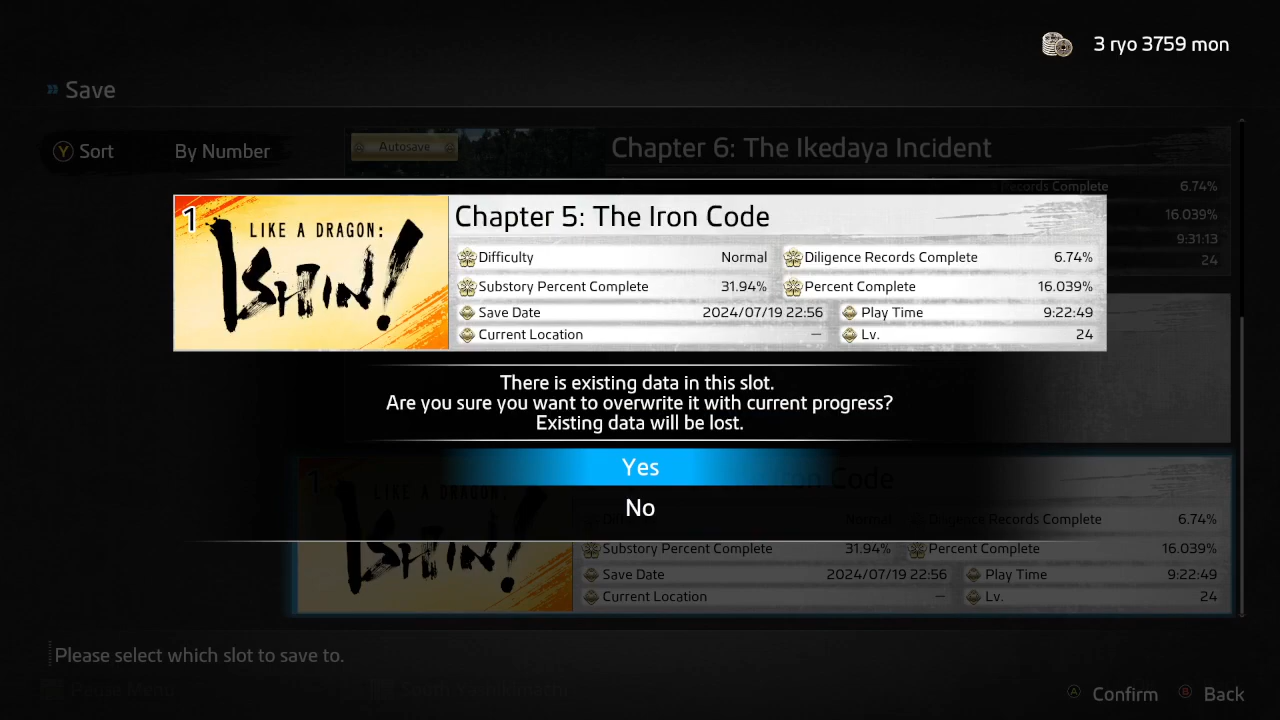 3 ryo 3759 mon
Save
Y Sort By Number
Autosave
Chapter 6: The Ikedaya Incident
Records Complete 6.74%
16.039%
9:31:13
24
1
LIKE A DRAGON:
ISHIN!
Chapter 5: The Iron Code
Difficulty Normal Diligence Records Complete 6.74%
Substory Percent Complete 31.94% Percent Complete 16.039%
Save Date 2024/07/19 22:56 Play Time 9:22:49
Current Location — Lv. 24
There is existing data in this slot.
Are you sure you want to overwrite it with current progress?
Existing data will be lost.
Yes
No
1
LIKE A DRAGON:
ISHIN!
Iron Code
Normal Diligence Records Complete 6.74%
Substory Percent Complete 31.94% Percent Complete 16.039%
Save Date 2024/07/19 22:56 Play Time 9:22:49
Current Location — Lv. 24
Please select which slot to save to.
Pause Menu
A Confirm B Back